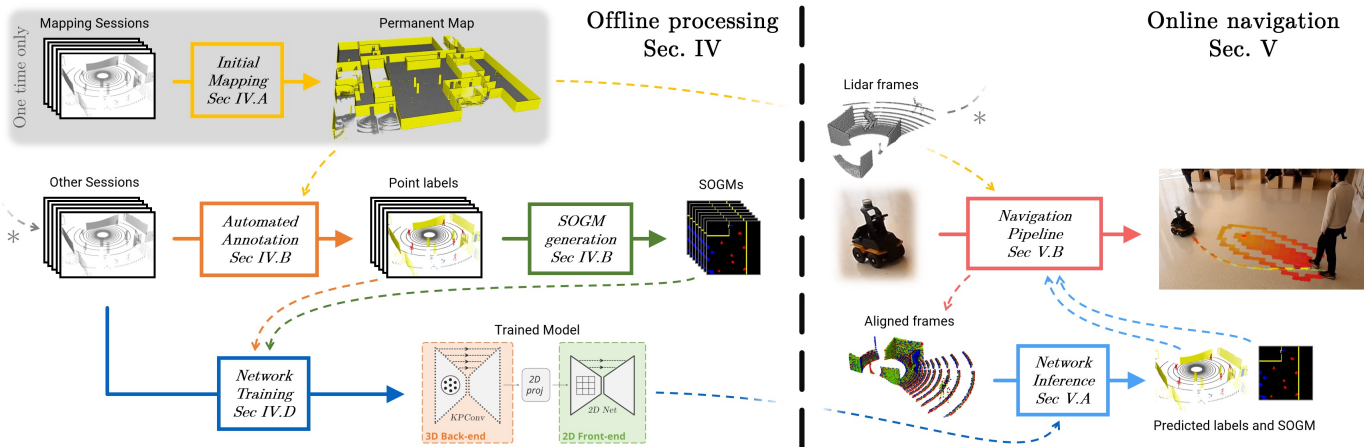 One time only
Mapping Sessions
Initial
Mapping
Sec IV.A
Permanent Map
Offline processing
Sec. IV
Other Sessions
*
Automated
Annotation
Sec IV.B
Point labels
SOGM
generation
Sec IV.B
SOGMs
Network
Training
Sec IV.D
Trained Model
KPConv
3D Back-end
2D
proj
2D Net
2D Front-end
Online navigation
Sec. V
Lidar frames
*
Navigation
Pipeline
Sec V.B
Aligned frames
Network
Inference
Sec V.A
Predicted labels and SOGM